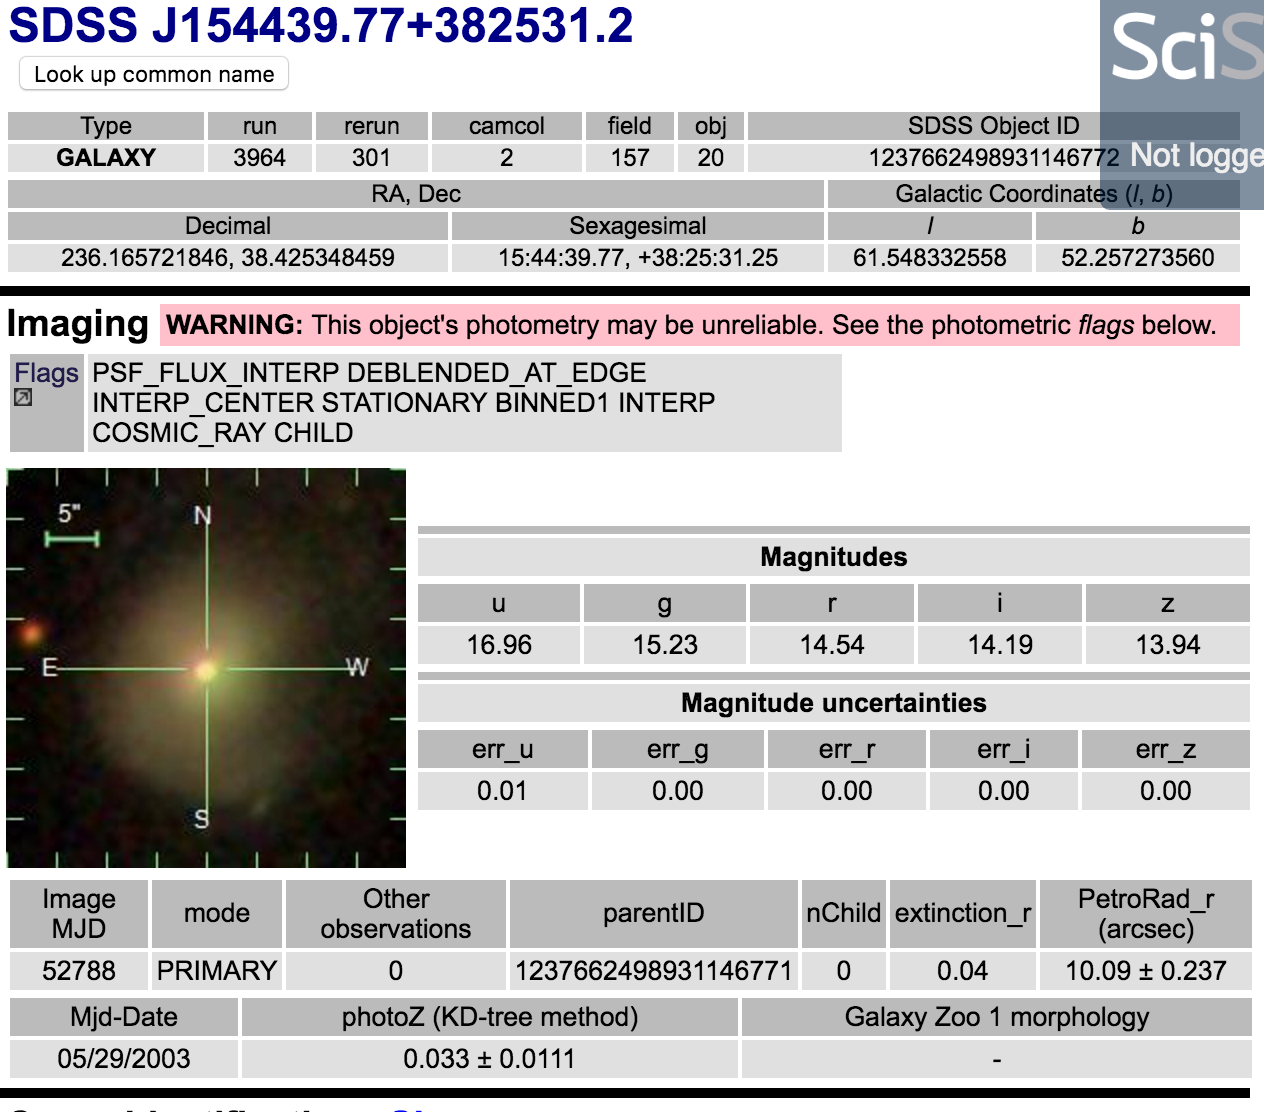 SDSS J154439.77+382531.2
SciS
Look up common name
Type run rerun camcol field obj SDSS Object ID
GALAXY 3964 301 2 157 20 1237662498931146772
Not logge
RA, Dec Galactic Coordinates (l, b)
Decimal Sexagesimal l b
236.165721846, 38.425348459 15:44:39.77, +38:25:31.25 61.548332558 52.257273560
Imaging WARNING: This object's photometry may be unreliable. See the photometric flags below.
Flags PSF_FLUX_INTERP DEBLENDED_AT_EDGE
INTERP_CENTER STATIONARY BINNED1 INTERP
COSMIC_RAY CHILD
5"
N
E
W
S
Magnitudes
u g r i z
16.96 15.23 14.54 14.19 13.94
Magnitude uncertainties
err_u err_g err_r err_i err_z
0.01 0.00 0.00 0.00 0.00
Image MJD mode Other observations parentID nChild extinction_r PetroRad_r (arcsec)
52788 PRIMARY 0 1237662498931146771 0 0.04 10.09 ± 0.237
Mjd-Date photoZ (KD-tree method) Galaxy Zoo 1 morphology
05/29/2003 0.033 ± 0.0111 -